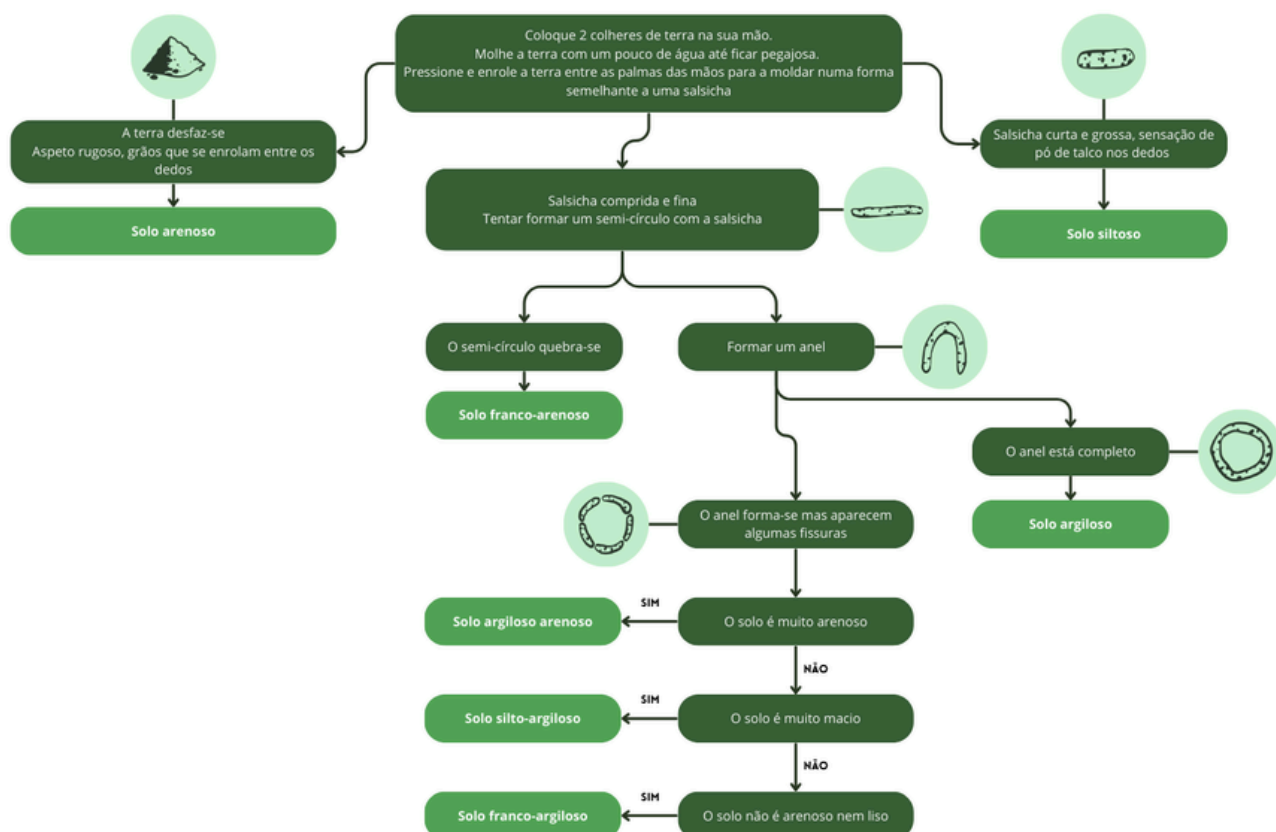 Coloque 2 colheres de terra na sua mão.
Molhe a terra com um pouco de água até ficar pegajosa.
Pressione e enrole a terra entre as palmas das mãos para a moldar numa forma
semelhante a uma salsicha
A terra desfaz-se
Aspeto rugoso, grãos que se enrolam entre os
dedos
Salsicha curta e grossa, sensação de
pó de talco nos dedos
Solo arenoso
Salsicha comprida e fina
Tentar formar um semi-círculo com a salsicha
Solo siltoso
O semi-círculo quebra-se
Formar um anel
Solo franco-arenoso
O anel está completo
O anel forma-se mas aparecem
algumas fissuras
Solo argiloso
Solo argiloso arenoso
SIM
O solo é muito arenoso
NÃO
Solo silto-argiloso
SIM
O solo é muito macio
NÃO
Solo franco-argiloso
SIM
O solo não é arenoso nem liso